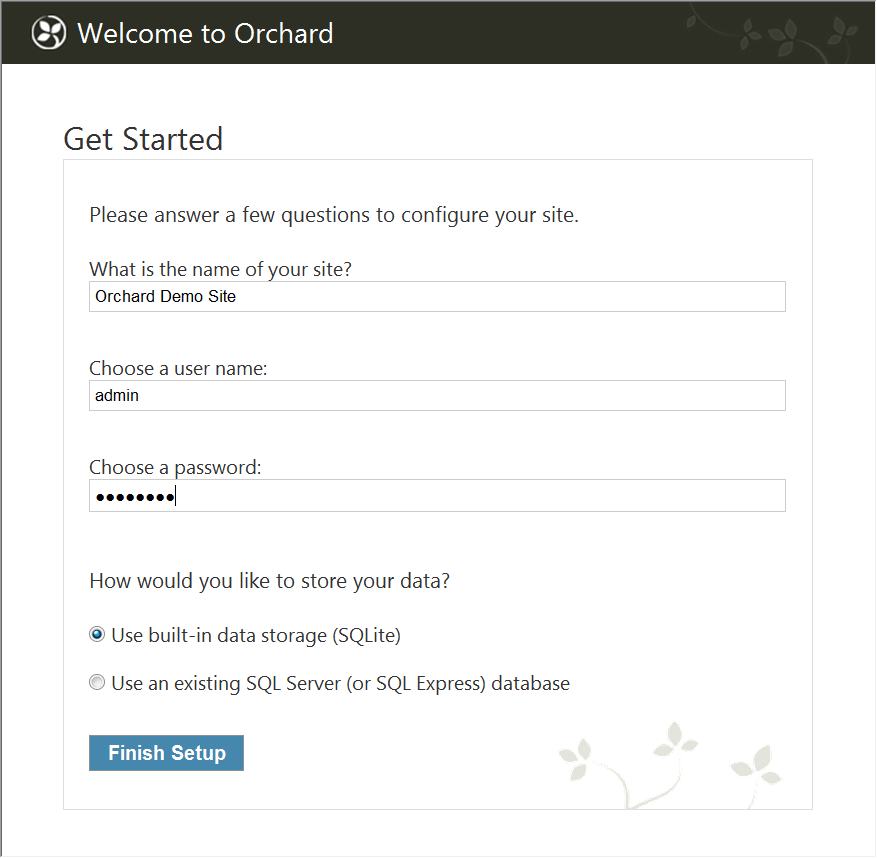 Welcome to Orchard
Get Started
Please answer a few questions to configure your site.
What is the name of your site?
Orchard Demo Site
Choose a user name:
admin
Choose a password:
●●●●●●●●
How would you like to store your data?
Use built-in data storage (SQLite)
Use an existing SQL Server (or SQL Express) database
Finish Setup